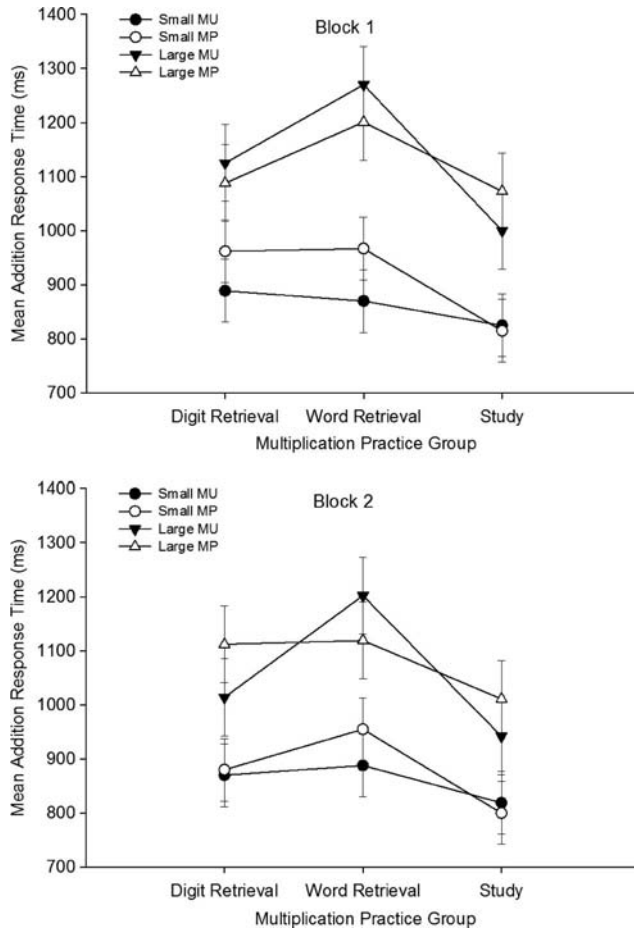 Block 1
Small MU
Small MP
Large MU
Large MP
Mean Addition Response Time (ms)
1400
1300
1200
1100
1000
900
800
700
Digit Retrieval Word Retrieval Study
Multiplication Practice Group
Block 2
Small MU
Small MP
Large MU
Large MP
Mean Addition Response Time (ms)
1400
1300
1200
1100
1000
900
800
700
Digit Retrieval Word Retrieval Study
Multiplication Practice Group